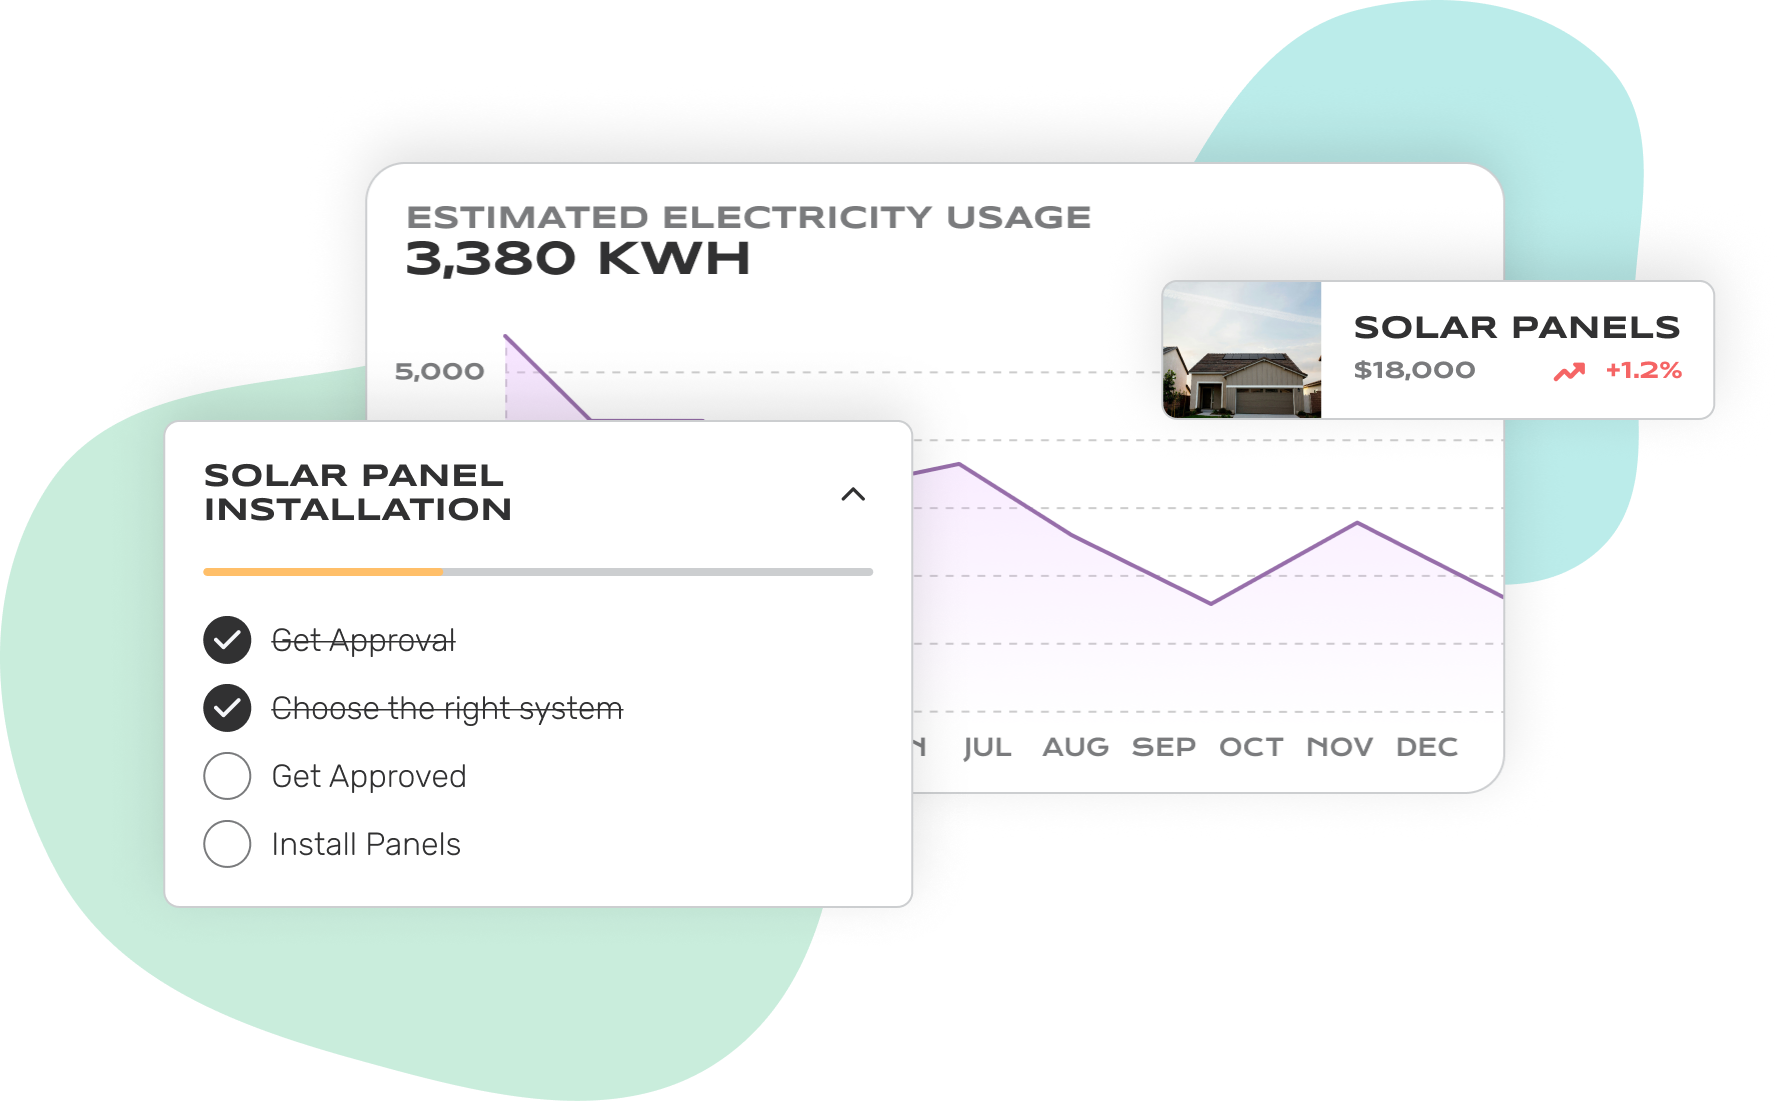 ESTIMATED ELECTRICITY USAGE
3,380 KWH
SOLAR PANELS
$18,000 +1.2%
5,000
SOLAR PANEL
INSTALLATION
Get Approval
Choose the right system
Get Approved
Install Panels
JUL AUG SEP OCT NOV DEC